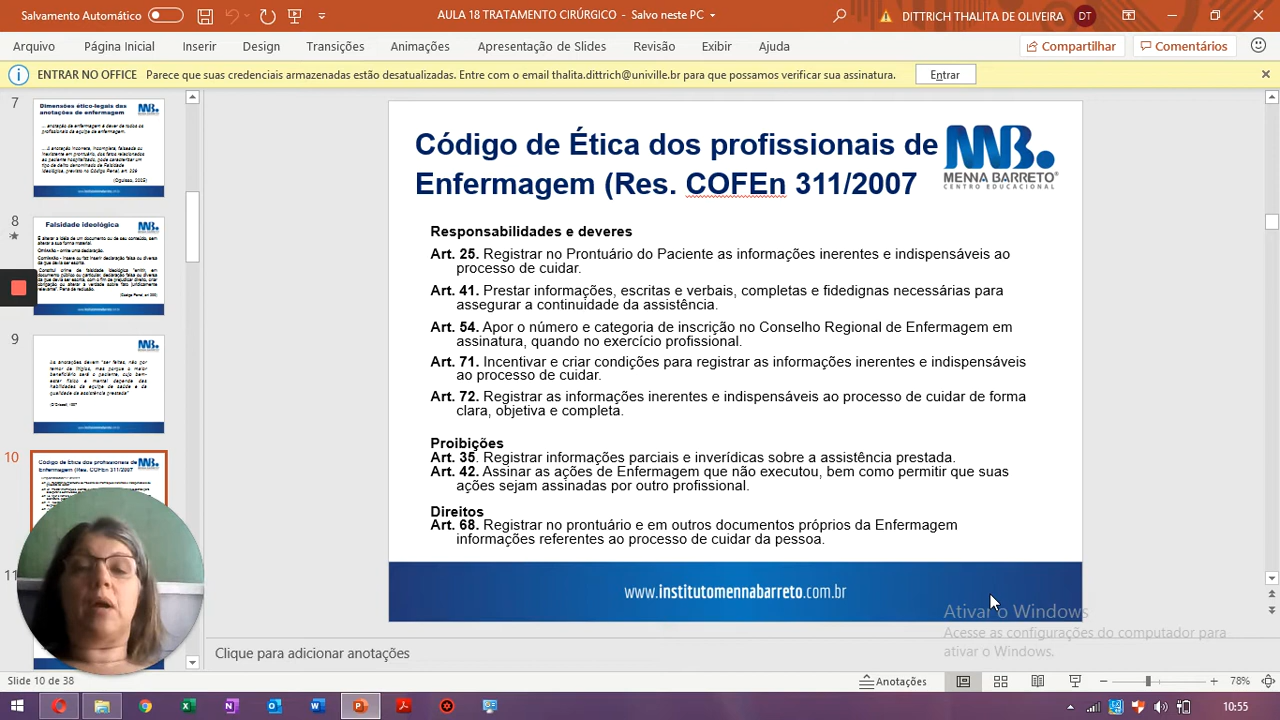 Salvamento Automático
AULA 18 TRATAMENTO CIRÚRGICO - Salvo neste PC
DITTRICH THALITA DE OLIVEIRA
DT
Arquivo Página Inicial Inserir Design Transições Animações Apresentação de Slides Revisão Exibir Ajuda
Compartilhar
Comentários
ENTRAR NO OFFICE Parece que suas credenciais armazenadas estão desatualizadas. Entre com o email thalita.dittrich@univille.br para que possamos verificar sua assinatura.
Entrar
7
Dimensões ético-legais das
anotações de enfermagem
8
Falsidade ideológica
9
10
Código de Ética dos profissionais de
Enfermagem (Res. COFEn 311/2007
11
Código de Ética dos profissionais de
Enfermagem (Res. COFEn 311/2007
MB.
MENNA BARRETO
CENTRO EDUCACIONAL
Responsabilidades e deveres
Art. 25. Registrar no Prontuário do Paciente as informações inerentes e indispensáveis ao
processo de cuidar.
Art. 41. Prestar informações, escritas e verbais, completas e fidedignas necessárias para
assegurar a continuidade da assistência.
Art. 54. Apor o número e categoria de inscrição no Conselho Regional de Enfermagem em
assinatura, quando no exercício profissional.
Art. 71. Incentivar e criar condições para registrar as informações inerentes e indispensáveis
ao processo de cuidar.
Art. 72. Registrar as informações inerentes e indispensáveis ao processo de cuidar de forma
clara, objetiva e completa.
Proibições
Art. 35. Registrar informações parciais e inverídicas sobre a assistência prestada.
Art. 42. Assinar as ações de Enfermagem que não executou, bem como permitir que suas
ações sejam assinadas por outro profissional.
Direitos
Art. 68. Registrar no prontuário e em outros documentos próprios da Enfermagem
informações referentes ao processo de cuidar da pessoa.
www.institutomennabarreto.com.br
Ativar o Windows
Acesse as configurações do computador para
ativar o Windows.
Clique para adicionar anotações
Slide 10 de 38
Anotações
78%
10:55